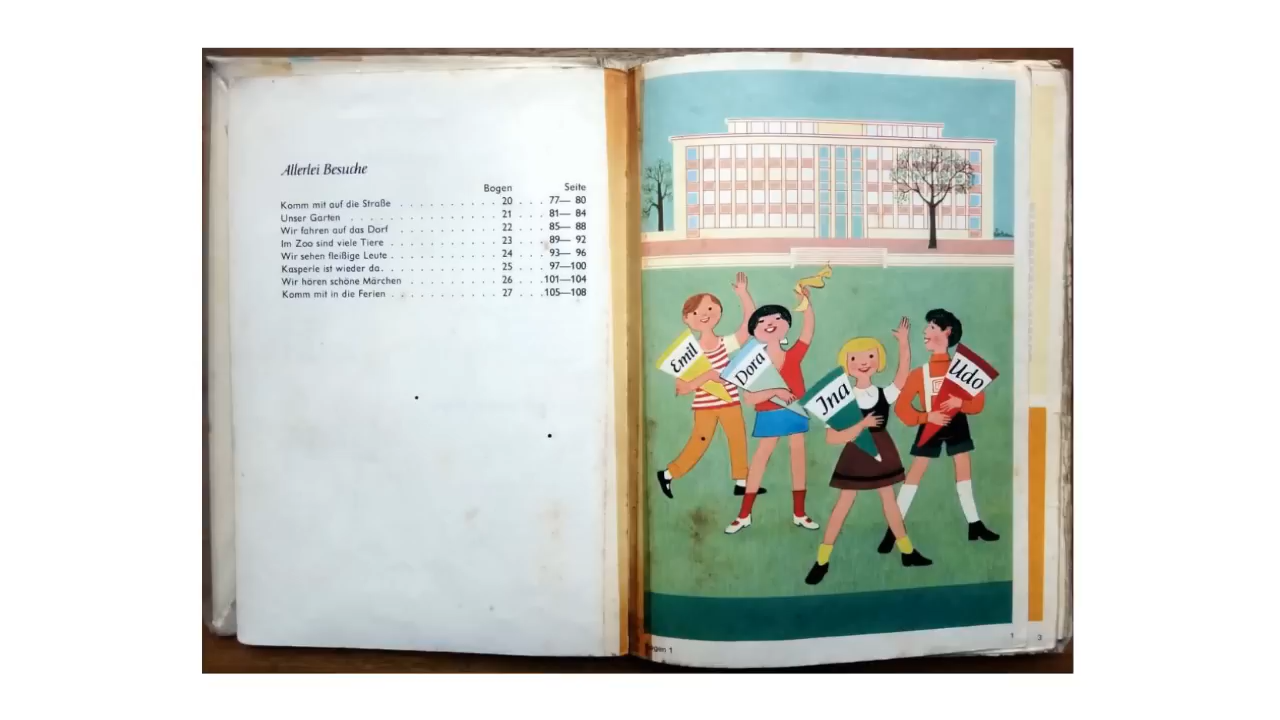 Allerlei Besuche
Bogen Seite
Komm mit auf die Straße . . . . . . . . . . 20 . . . 77— 80
Unser Garten . . . . . . . . . . . . . . 21 . . . 81— 84
Wir fahren auf das Dorf . . . . . . . . . . 22 . . . 85— 88
Im Zoo sind viele Tiere . . . . . . . . . . 23 . . . 89— 92
Wir sehen fleißige Leute . . . . . . . . . . 24 . . . 93— 96
Kasperle ist wieder da. . . . . . . . . . . 25 . . . 97—100
Wir hören schöne Märchen . . . . . . . . . 26 . . .101—104
Komm mit in die Ferien . . . . . . . . . . 27 . . .105—108
Emil
Dora
Ina
Udo
ogen 1
1
3